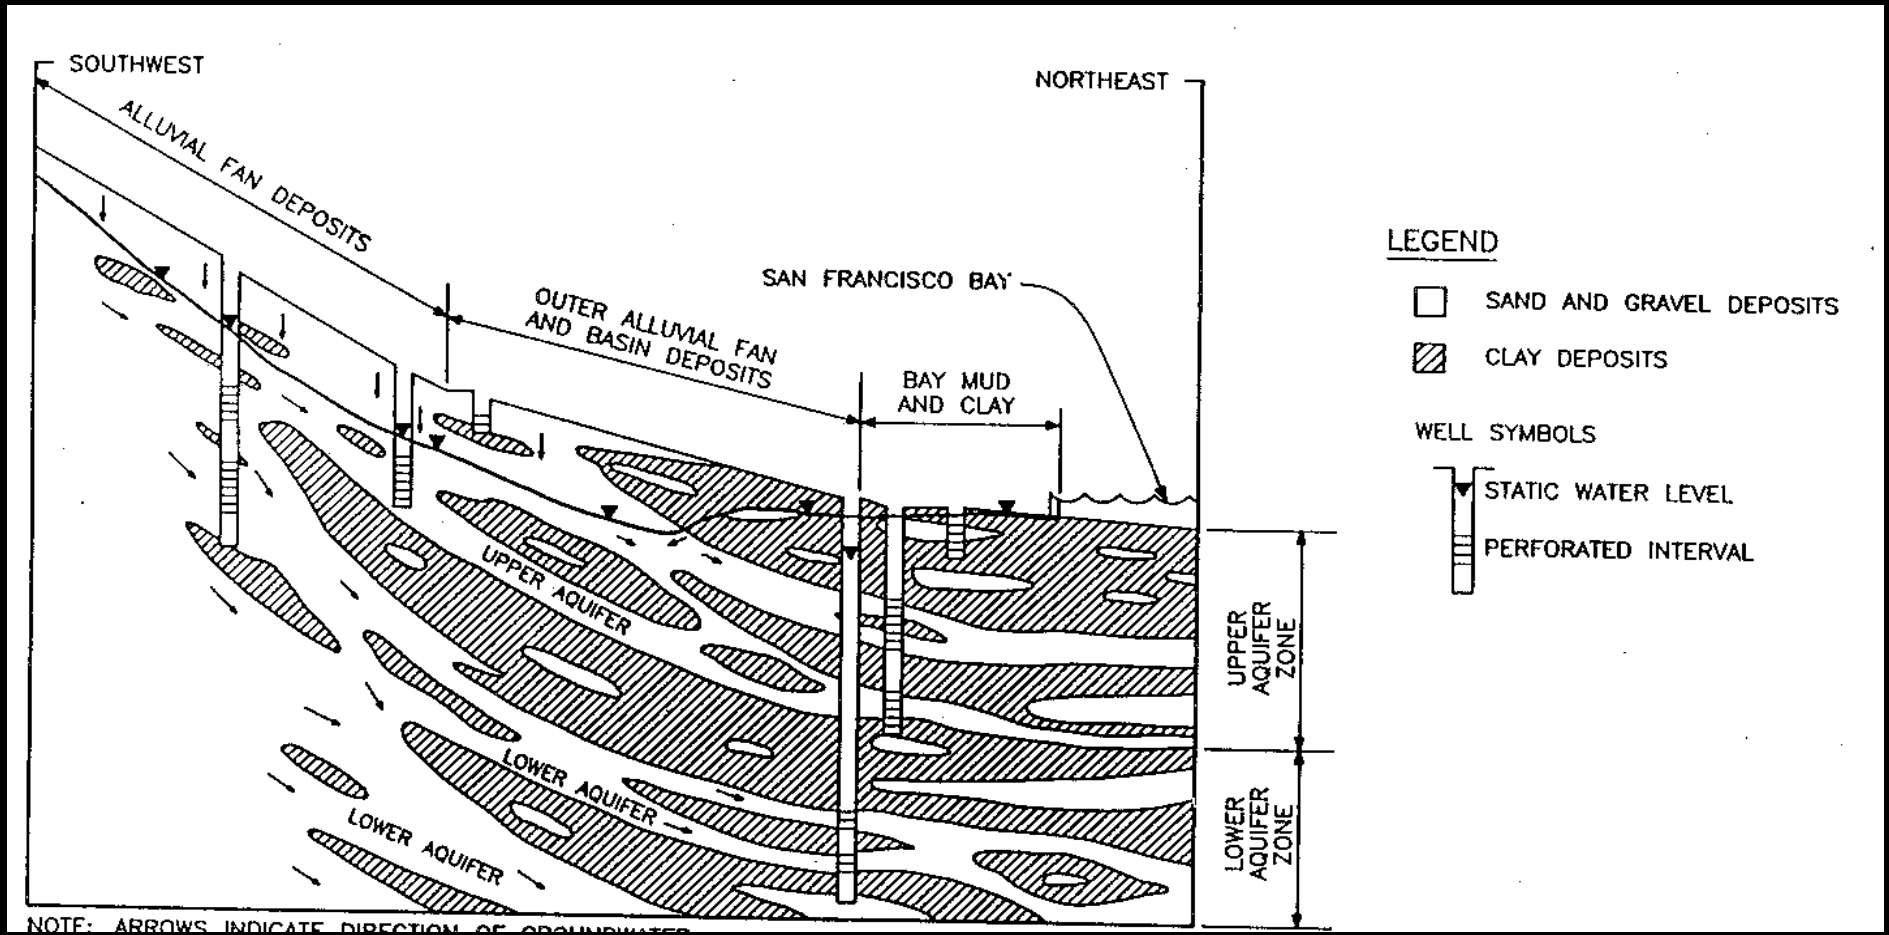 SOUTHWEST
NORTHEAST
ALLUVIAL FAN DEPOSITS
SAN FRANCISCO BAY
OUTER ALLUVIAL FAN
AND BASIN DEPOSITS
BAY MUD
AND CLAY
UPPER AQUIFER
LOWER AQUIFER
LOWER AQUIFER
UPPER
AQUIFER
ZONE
LOWER
AQUIFER
ZONE
LEGEND
SAND AND GRAVEL DEPOSITS
CLAY DEPOSITS
WELL SYMBOLS
STATIC WATER LEVEL
PERFORATED INTERVAL
NOTE: ARROWS INDICATE DIRECTION OF GROUNDWATER